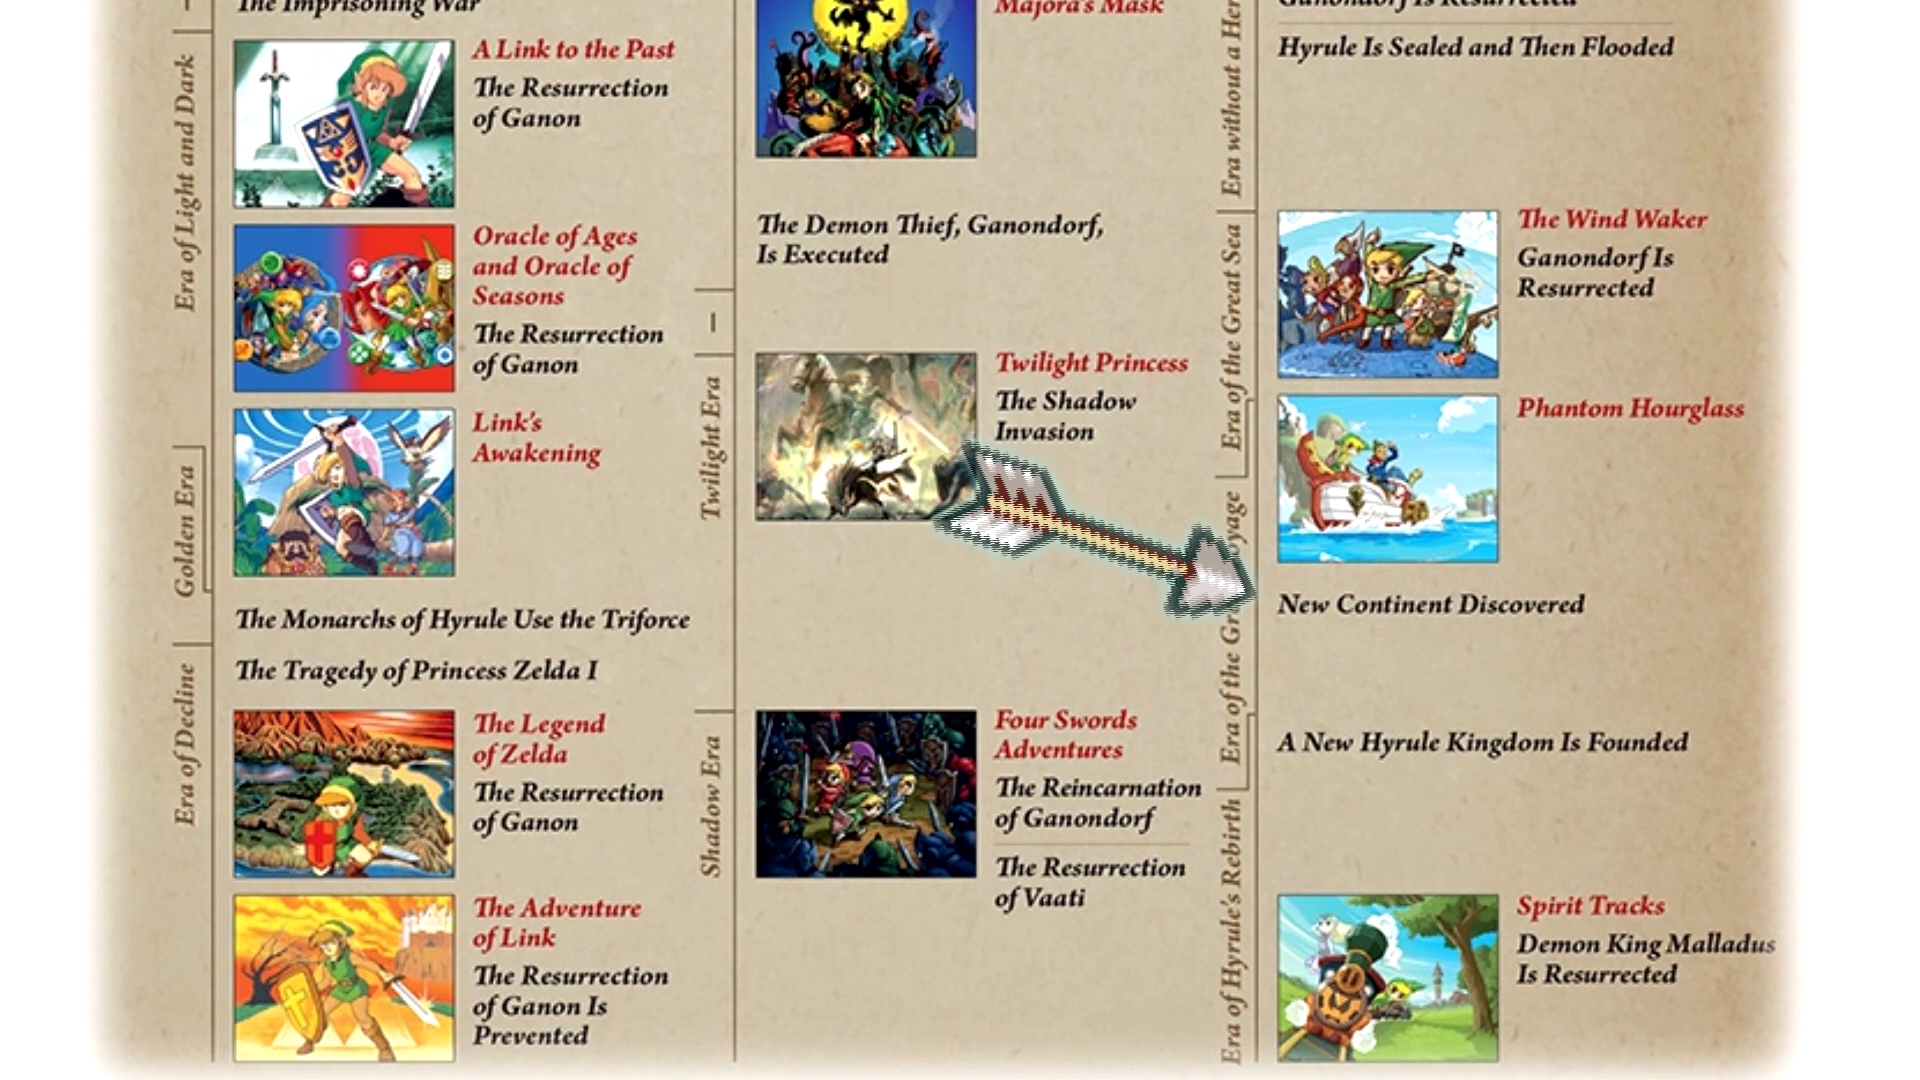 The Imprisoning War
Era of Light and Dark
A Link to the Past
The Resurrection
of Ganon
Oracle of Ages
and Oracle of
Seasons
The Resurrection
of Ganon
Golden Era
Link's
Awakening
The Monarchs of Hyrule Use the Triforce
The Tragedy of Princess Zelda I
Era of Decline
The Legend
of Zelda
The Resurrection
of Ganon
The Adventure
of Link
The Resurrection
of Ganon Is
Prevented
Majora's Mask
The Demon Thief, Ganondorf,
Is Executed
Twilight Era
Twilight Princess
The Shadow
Invasion
Shadow Era
Four Swords
Adventures
The Reincarnation
of Ganondorf
The Resurrection
of Vaati
Era without a Her
Ganondorf Is Resurrected
Hyrule Is Sealed and Then Flooded
Era of the Great Sea
The Wind Waker
Ganondorf Is
Resurrected
Phantom Hourglass
Era of the Gr oyage
New Continent Discovered
A New Hyrule Kingdom Is Founded
Era of Hyrule's Rebirth
Spirit Tracks
Demon King Malladus
Is Resurrected